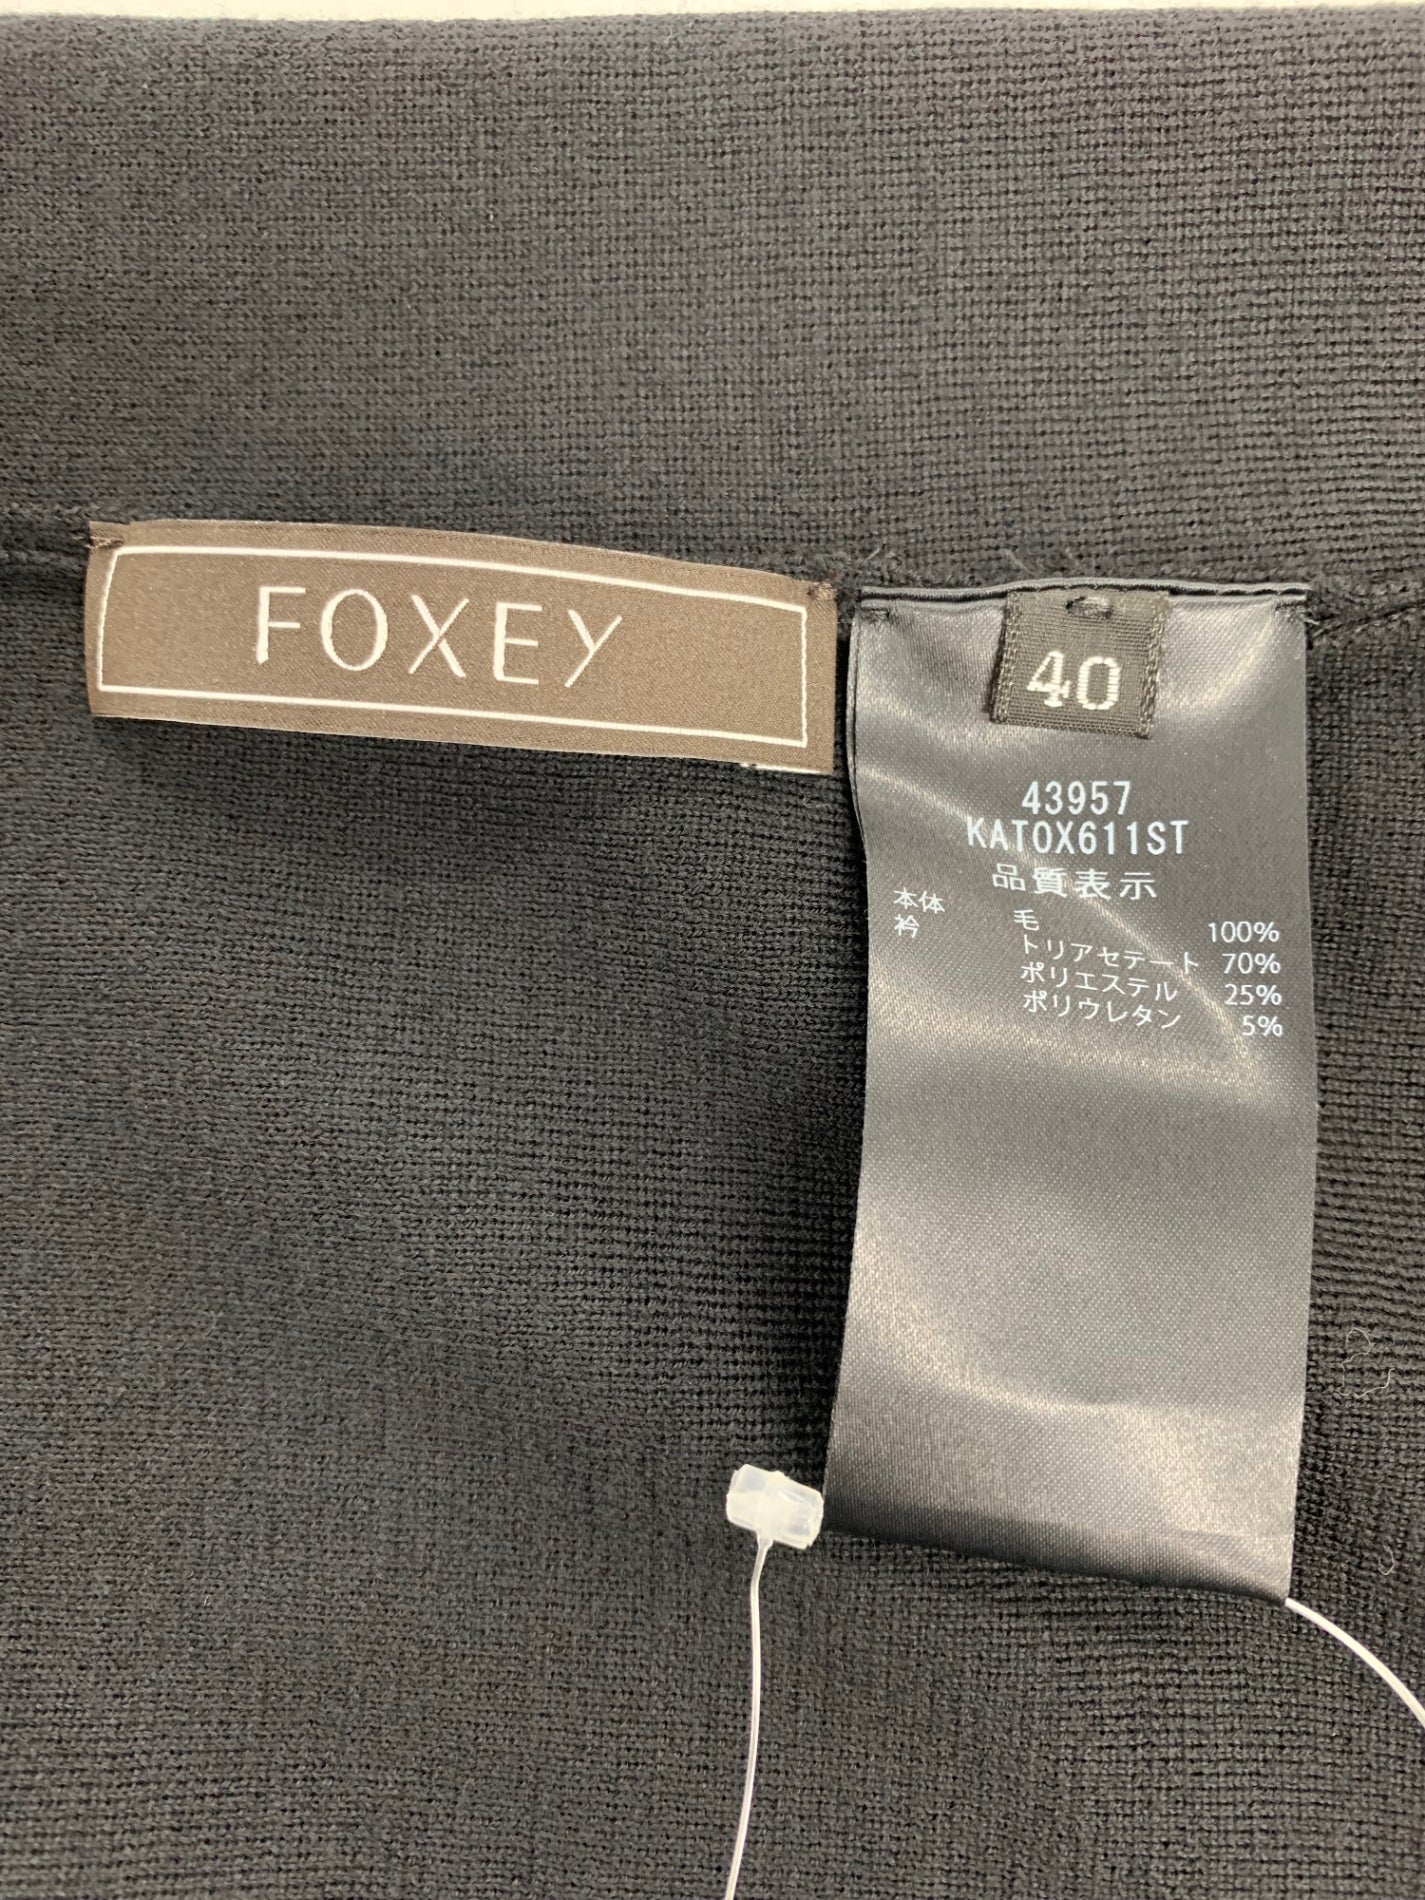 FOXEY
40
43957
KATOX611ST
品質表示
本体 毛 100%
衿 トリアセテート 70%
ポリエステル 25%
ポリウレタン 5%